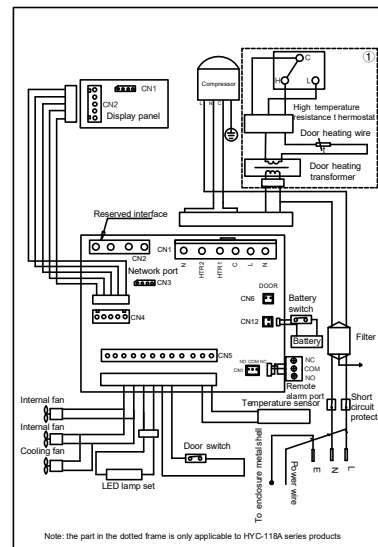 ①
Compressor
L N C
C
H L
High temperature
resistance t hermostat
Door heating wire
Door heating
transformer
CN1
CN2
Display panel
Reserved interface
CN2
CN1
N HTR2 HTR1 C L N
Network port
CN3
CN4
DOOR
CN6
CN12
Battery
switch
Battery
Filter
CN5
NO COM NC
CN1
NC
COM
NO
Remote
alarm port
Temperature sensor
Short
circuit
protect
Internal fan
Internal fan
Cooling fan
Door switch
LED lamp set
To enclosure metal shell
Power wire
E N L
Note: the part in the dotted frame is only applicable to HYC-118A series products